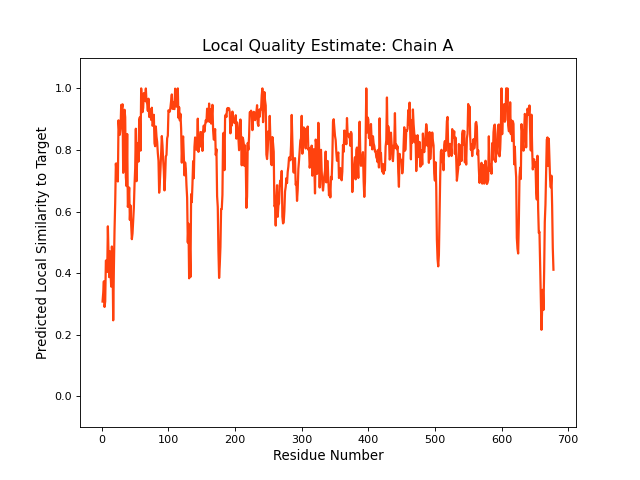 Local Quality Estimate: Chain A
Predicted Local Similarity to Target
1.0
0.8
0.6
0.4
0.2
0.0
0 100 200 300 400 500 600 700
Residue Number